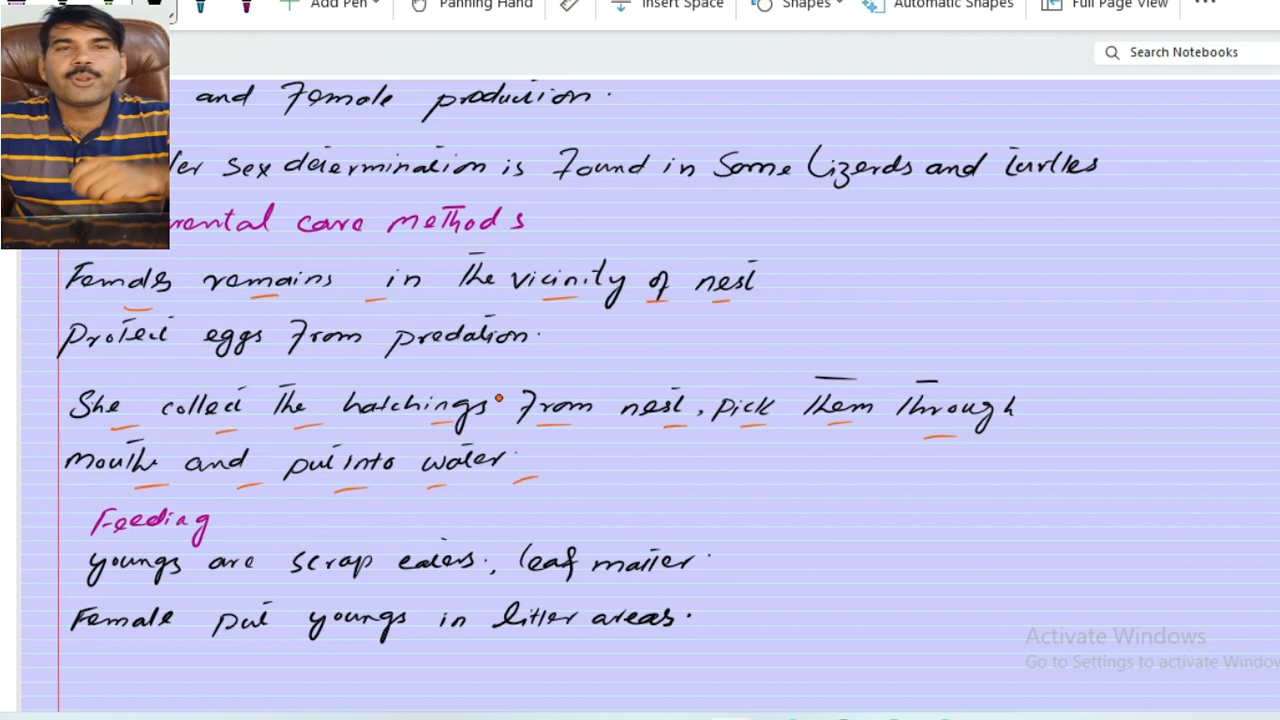 Add Pen Panning Hand Insert Space Shapes Automatic Shapes Full Page View
Search Notebooks
and Female production.
sex determination is Found in Some lizerds and turtles
rental care methods
Females remains in the vicinity of nest
Protect eggs From predation.
She collect the hatchings From nest, pick them through
mouth and put into water.
Feeding
youngs are scrap eaters, leaf matter.
Female put youngs in litter areas.
Activate Windows
Go to Settings to activate Window